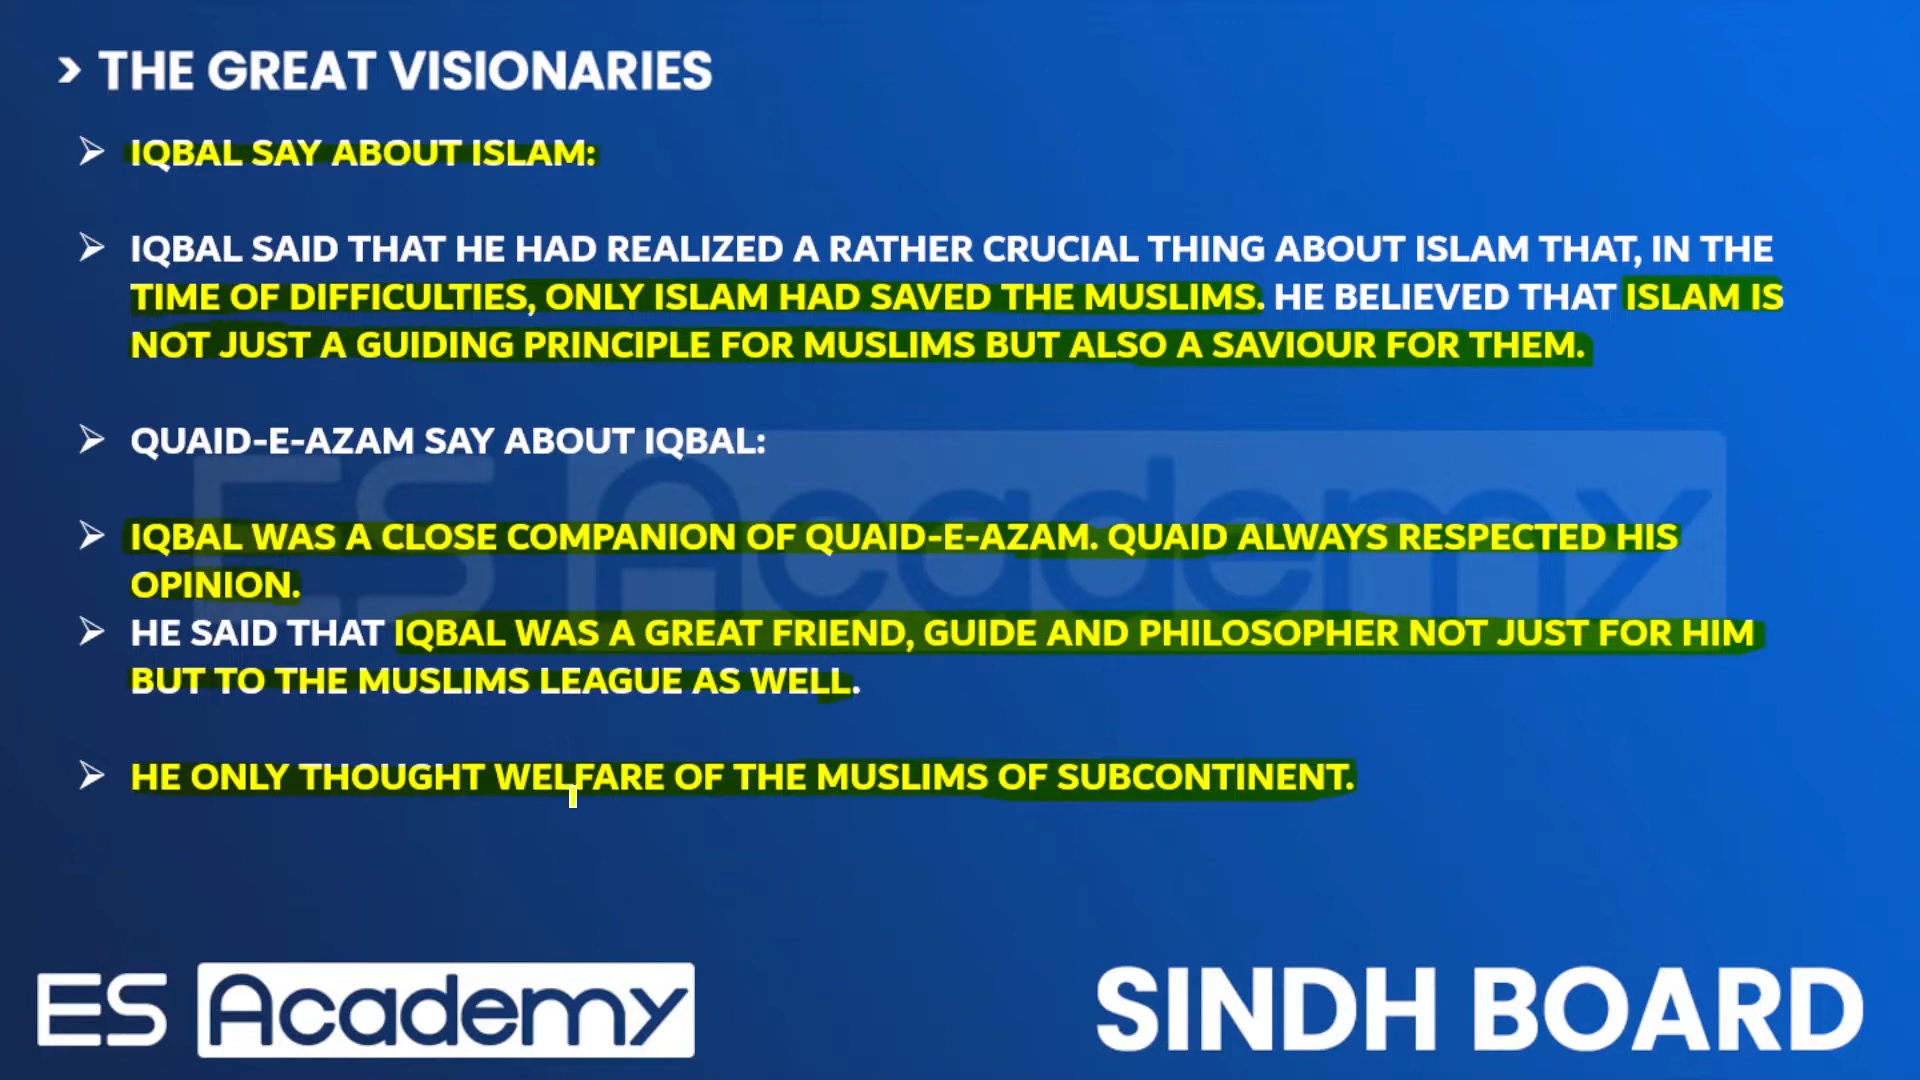 > THE GREAT VISIONARIES
➢ IQBAL SAY ABOUT ISLAM:
➢ IQBAL SAID THAT HE HAD REALIZED A RATHER CRUCIAL THING ABOUT ISLAM THAT, IN THE
TIME OF DIFFICULTIES, ONLY ISLAM HAD SAVED THE MUSLIMS. HE BELIEVED THAT ISLAM IS
NOT JUST A GUIDING PRINCIPLE FOR MUSLIMS BUT ALSO A SAVIOUR FOR THEM.
➢ QUAID-E-AZAM SAY ABOUT IQBAL:
➢ IQBAL WAS A CLOSE COMPANION OF QUAID-E-AZAM. QUAID ALWAYS RESPECTED HIS
OPINION.
➢ HE SAID THAT IQBAL WAS A GREAT FRIEND, GUIDE AND PHILOSOPHER NOT JUST FOR HIM
BUT TO THE MUSLIMS LEAGUE AS WELL.
➢ HE ONLY THOUGHT WELFARE OF THE MUSLIMS OF SUBCONTINENT.
ES Academy
ES Academy
SINDH BOARD